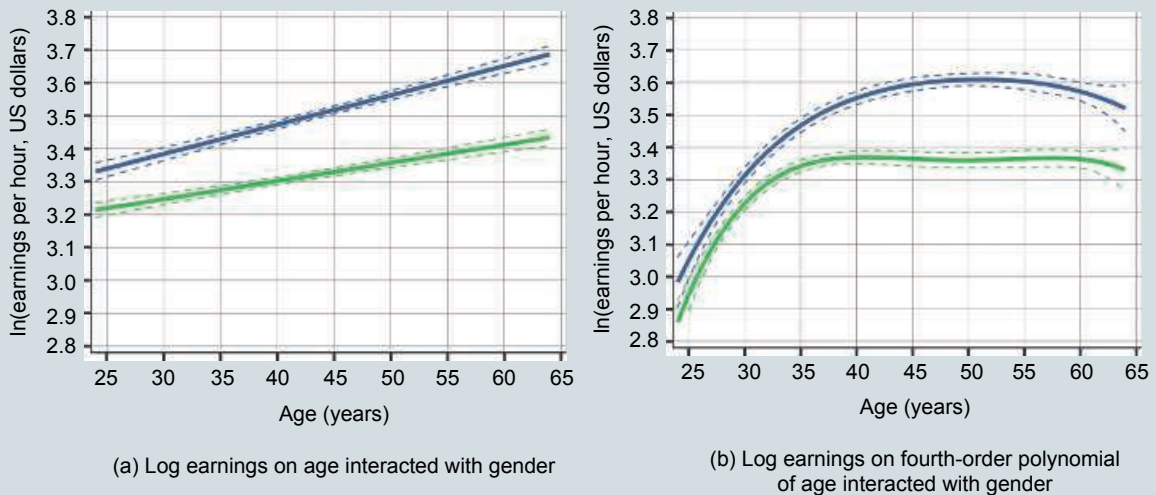 ln(earnings per hour, US dollars)
3.8
3.7
3.6
3.5
3.4
3.3
3.2
3.1
3.0
2.9
2.8
25 30 35 40 45 50 55 60 65
Age (years)
(a) Log earnings on age interacted with gender
ln(earnings per hour, US dollars)
3.8
3.7
3.6
3.5
3.4
3.3
3.2
3.1
3.0
2.9
2.8
25 30 35 40 45 50 55 60 65
Age (years)
(b) Log earnings on fourth-order polynomial
of age interacted with gender